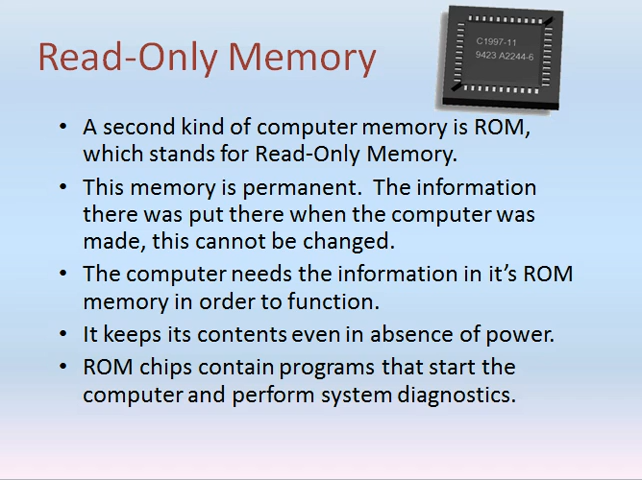 Read-Only Memory
C1997-11
9423 A2244-6
• A second kind of computer memory is ROM,
which stands for Read-Only Memory.
• This memory is permanent.  The information
there was put there when the computer was
made, this cannot be changed.
• The computer needs the information in it’s ROM
memory in order to function.
• It keeps its contents even in absence of power.
• ROM chips contain programs that start the
computer and perform system diagnostics.